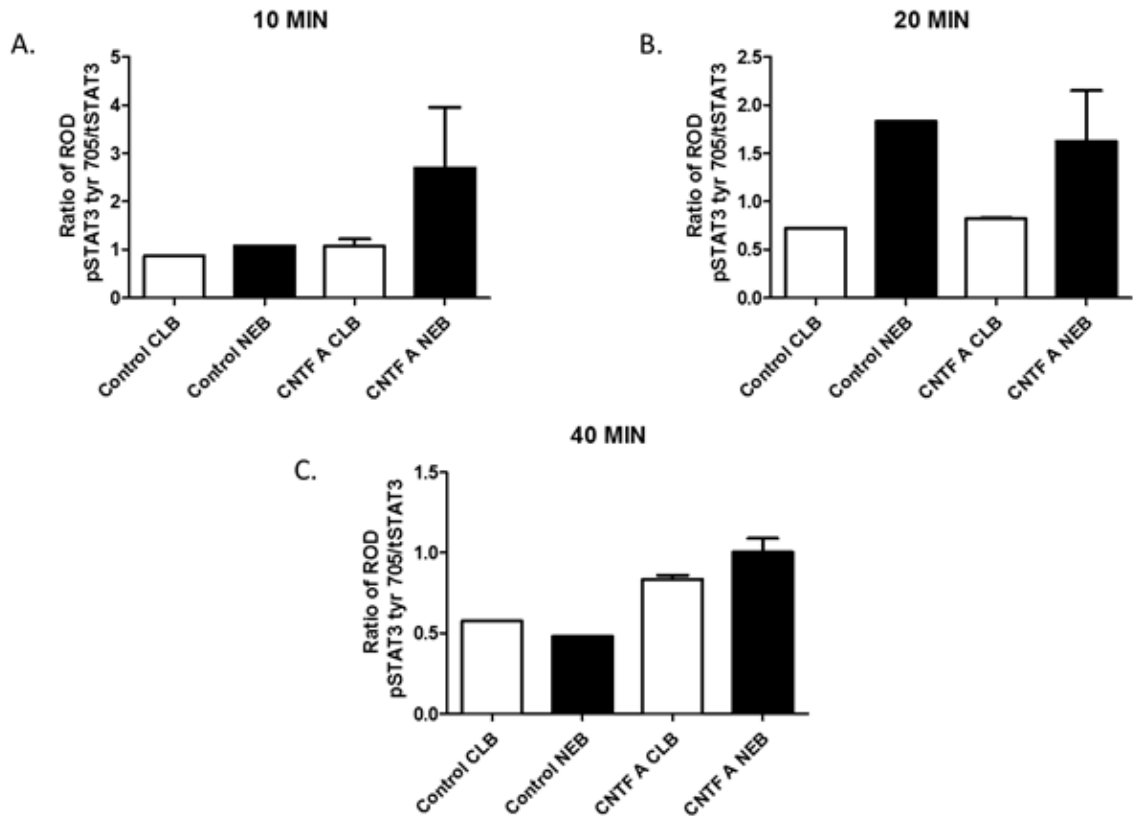 10 MIN
A.
Ratio of ROD
pSTAT3 tyr 705/tSTAT3
5
4
3
2
1
0
Control CLB
Control NEB
CNTF A CLB
CNTF A NEB
20 MIN
B.
Ratio of ROD
pSTAT3 tyr 705/tSTAT3
2.5
2.0
1.5
1.0
0.5
0.0
Control CLB
Control NEB
CNTF A CLB
CNTF A NEB
40 MIN
C.
Ratio of ROD
pSTAT3 tyr 705/tSTAT3
1.5
1.0
0.5
0.0
Control CLB
Control NEB
CNTF A CLB
CNTF A NEB